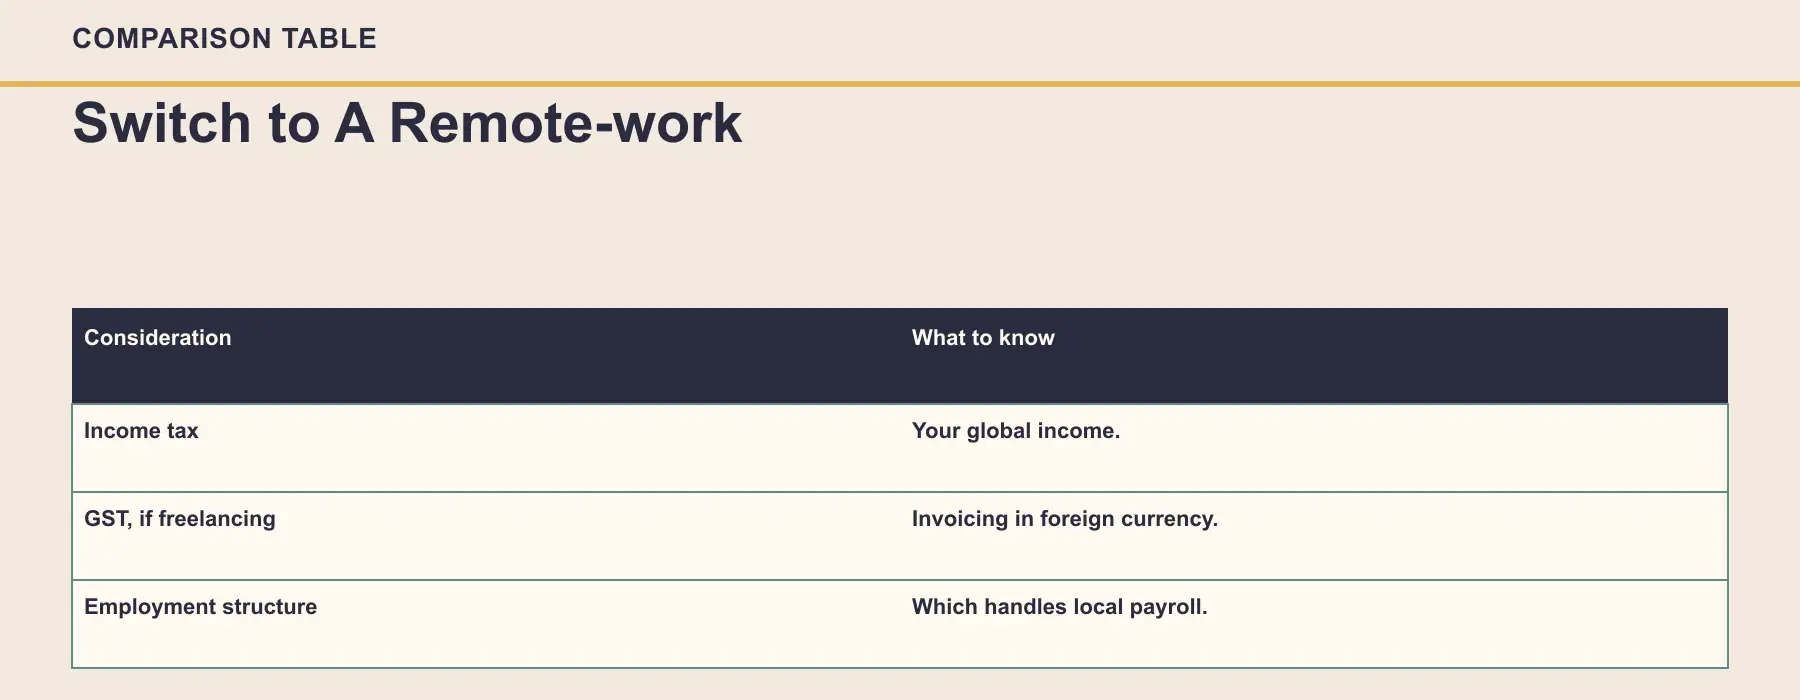 COMPARISON TABLE
Switch to A Remote-work
Consideration What to know
Income tax Your global income.
GST, if freelancing Invoicing in foreign currency.
Employment structure Which handles local payroll.